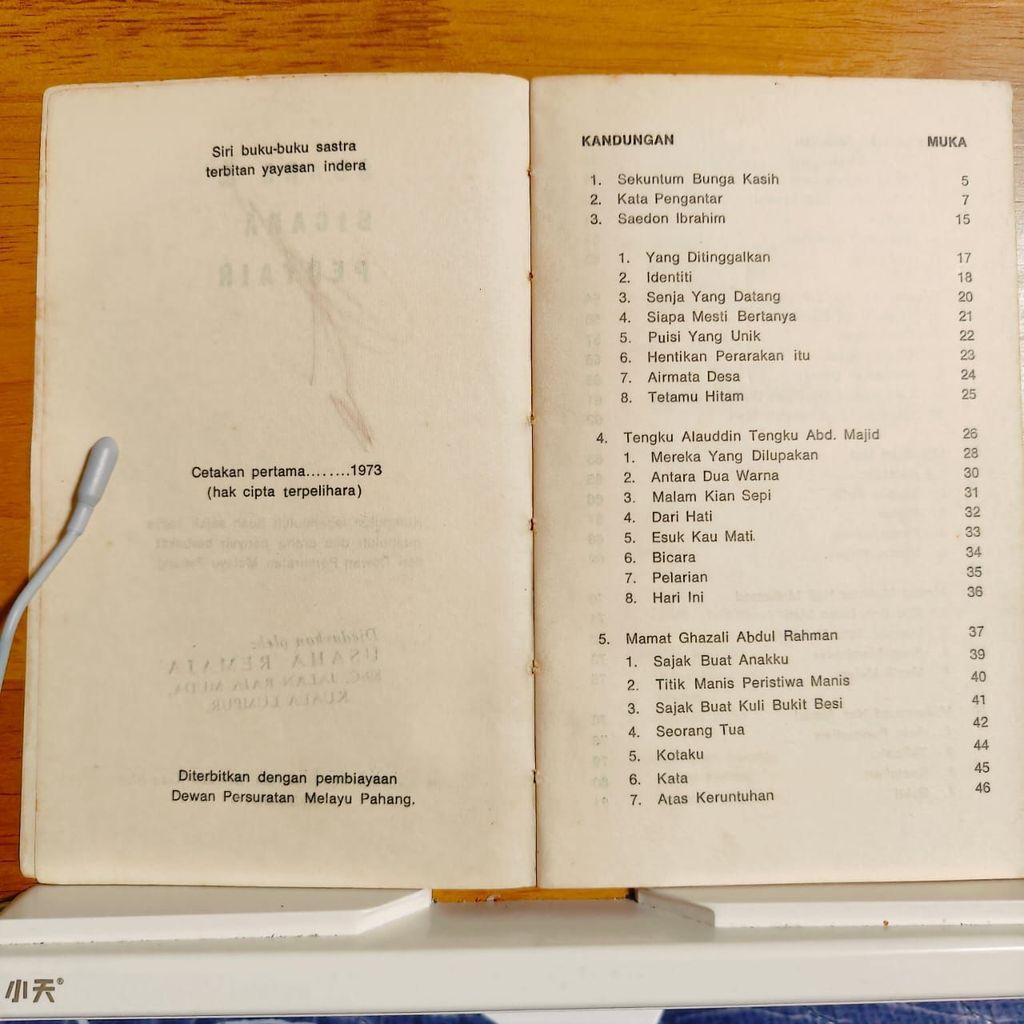 Siri buku-buku sastra
terbitan yayasan indera
Cetakan pertama........1973
(hak cipta terpelihara)
Diterbitkan dengan pembiayaan
Dewan Persuratan Melayu Pahang.
KANDUNGAN MUKA
1. Sekuntum Bunga Kasih 5
2. Kata Pengantar 7
3. Saedon Ibrahim 15
1. Yang Ditinggalkan 17
2. Identiti 18
3. Senja Yang Datang 20
4. Siapa Mesti Bertanya 21
5. Puisi Yang Unik 22
6. Hentikan Perarakan itu 23
7. Airmata Desa 24
8. Tetamu Hitam 25
4. Tengku Alauddin Tengku Abd. Majid 26
1. Mereka Yang Dilupakan 28
2. Antara Dua Warna 30
3. Malam Kian Sepi 31
4. Dari Hati 32
5. Esuk Kau Mati. 33
6. Bicara 34
7. Pelarian 35
8. Hari Ini 36
5. Mamat Ghazali Abdul Rahman 37
1. Sajak Buat Anakku 39
2. Titik Manis Peristiwa Manis 40
3. Sajak Buat Kuli Bukit Besi 41
4. Seorang Tua 42
5. Kotaku 44
6. Kata 45
7. Atas Keruntuhan 46
小天®